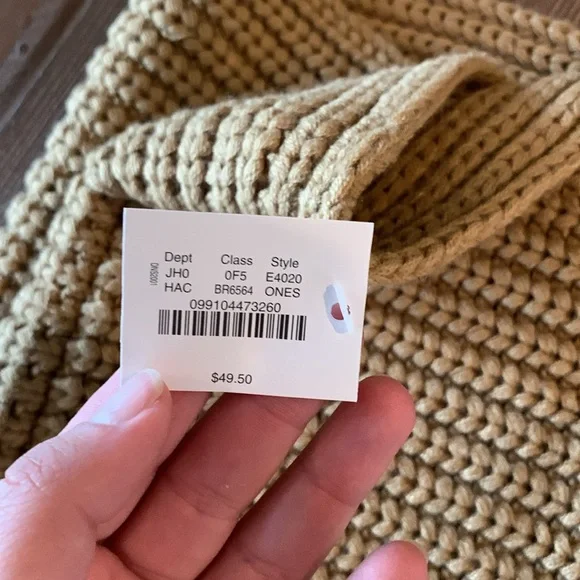 Dept Class Style
JH0 0F5 E4020
HAC BR6564 ONES
099104473260
$49.50